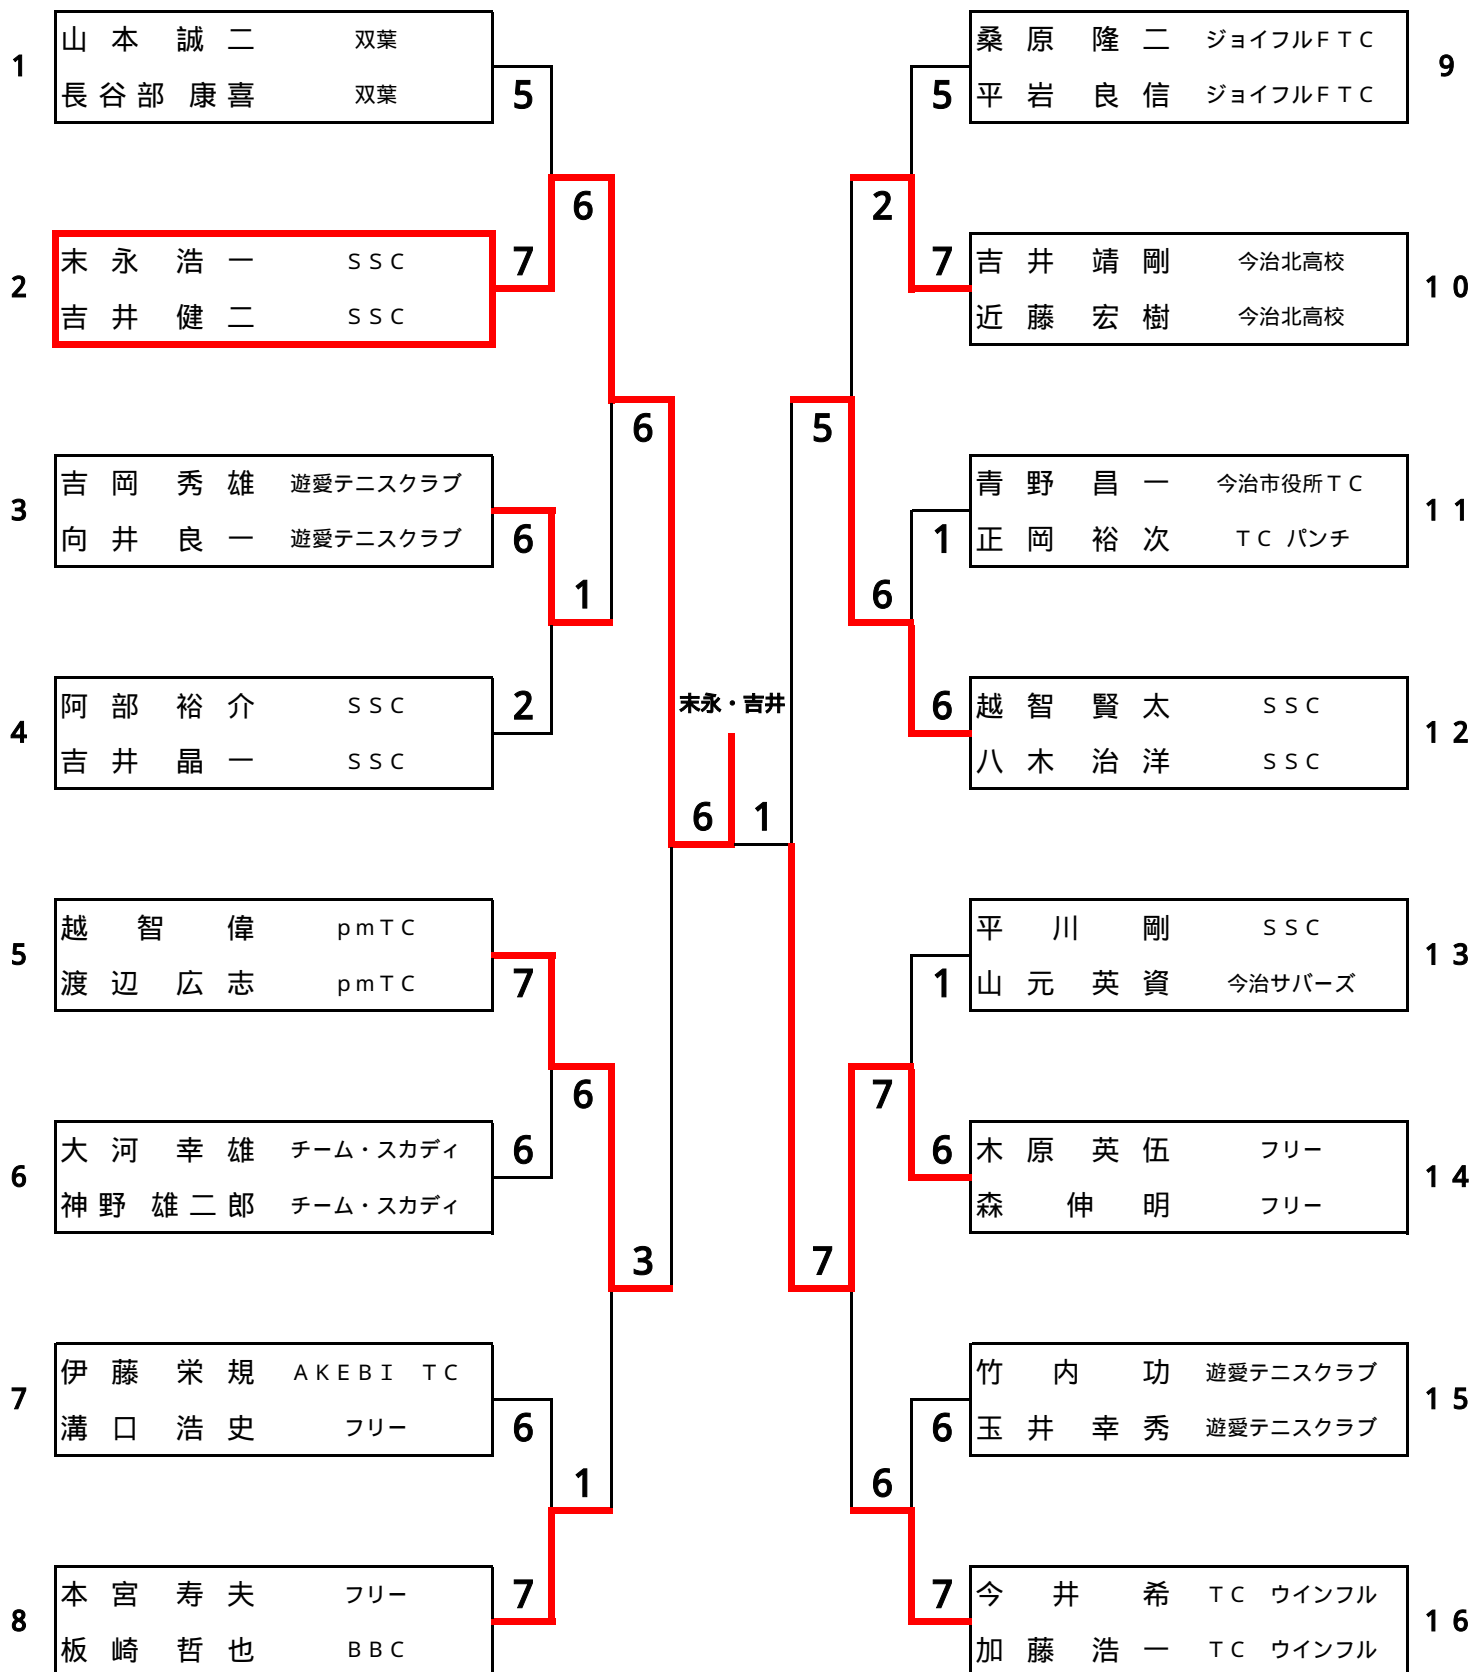 1
山本 誠二 双葉
長谷部 康喜 双葉
5
2
末永 浩一 ＳＳＣ
吉井 健二 ＳＳＣ
7
6
3
吉岡 秀雄 遊愛テニスクラブ
向井 良一 遊愛テニスクラブ
6
4
阿部 裕介 ＳＳＣ
吉井 晶一 ＳＳＣ
2
1
6
5
越智 偉 ｐｍＴＣ
渡辺 広志 ｐｍＴＣ
7
6
大河 幸雄 チーム・スカディ
神野 雄二郎 チーム・スカディ
6
6
7
伊藤 栄規 ＡＫＥＢＩ ＴＣ
溝口 浩史 フリー
6
8
本宮 寿夫 フリー
板崎 哲也 ＢＢＣ
7
1
3
末永・吉井
6 1
桑原 隆二 ジョイフルＦＴＣ
平岩 良信 ジョイフルＦＴＣ
9
5
吉井 靖剛 今治北高校
近藤 宏樹 今治北高校
10
7
2
青野 昌一 今治市役所ＴＣ
正岡 裕次 ＴＣ パンチ
11
1
越智 賢太 ＳＳＣ
八木 治洋 ＳＳＣ
12
6
6
5
平川 剛 ＳＳＣ
山元 英資 今治サバーズ
13
1
木原 英伍 フリー
森 伸明 フリー
14
6
7
竹内 功 遊愛テニスクラブ
玉井 幸秀 遊愛テニスクラブ
15
6
今井 希 ＴＣ ウインフル
加藤 浩一 ＴＣ ウインフル
16
7
6
7